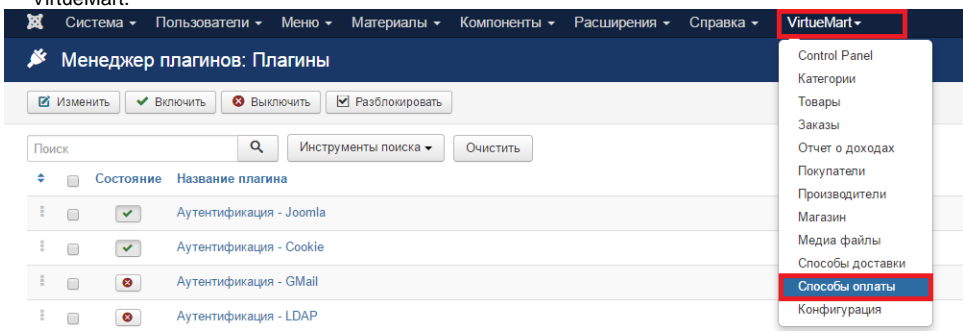 VirtueMart.
Система Пользователи Меню Материалы Компоненты Расширения Справка VirtueMart
Менеджер плагинов: Плагины
Изменить Включить Выключить Разблокировать
Поиск Инструменты поиска Очистить
Состояние Название плагина
Аутентификация - Joomla
Аутентификация - Cookie
Аутентификация - GMail
Аутентификация - LDAP
Control Panel
Категории
Товары
Заказы
Отчет о доходах
Покупатели
Производители
Магазин
Медиа файлы
Способы доставки
Способы оплаты
Конфигурация